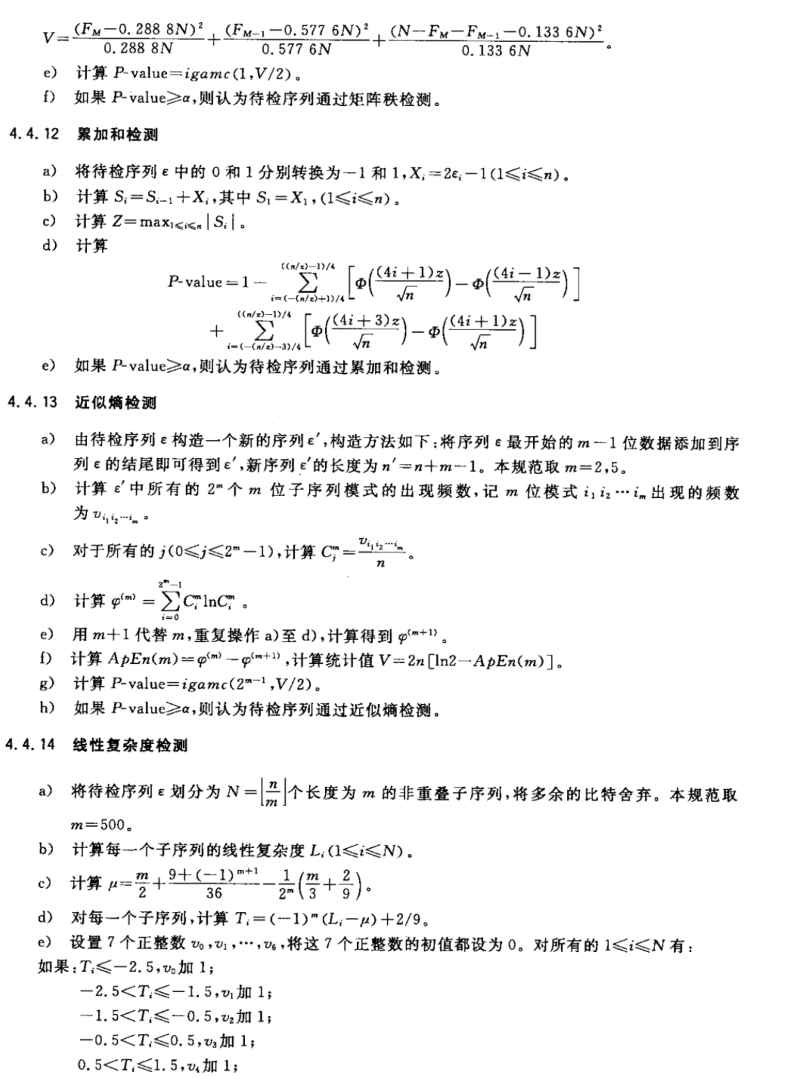 V=(F_M-0.288 8N)²/0.288 8N+(F_{M-1}-0.577 6N)²/0.577 6N+(N-F_M-F_{M-1}-0.133 6N)²/0.133 6N。
e) 计算 P-value=igamc(1,V/2)。
f) 如果 P-value≥α,则认为待检序列通过矩阵秩检测。
4.4.12 累加和检测
a) 将待检序列 ε 中的 0 和 1 分别转换为-1 和 1,X_i=2ε_i-1(1≤i≤n)。
b) 计算 S_i=S_{i-1}+X_i,其中 S_1=X_1,(1≤i≤n)。
c) 计算 Z=max_{1≤i≤n}|S_i|。
d) 计算
P-value=1-∑_{i=(-(n/z)+1)/4}^{((n/z)-1)/4}[Φ((4i+1)z/√n)-Φ((4i-1)z/√n)]
+∑_{i=(-(n/z)-3)/4}^{((n/z)-1)/4}[Φ((4i+3)z/√n)-Φ((4i+1)z/√n)]
e) 如果 P-value≥α,则认为待检序列通过累加和检测。
4.4.13 近似熵检测
a) 由待检序列 ε 构造一个新的序列 ε′,构造方法如下:将序列 ε 最开始的 m-1 位数据添加到序
列 ε 的结尾即可得到 ε′,新序列 ε′的长度为 n′=n+m-1。本规范取 m=2,5。
b) 计算 ε′中所有的 2^m 个 m 位子序列模式的出现频数,记 m 位模式 i_1 i_2…i_m 出现的频数
为 v_{i_1i_2…i_m}。
c) 对于所有的 j(0≤j≤2^m-1),计算 C_j^m=v_{i_1i_2…i_m}/n。
d) 计算 φ^{(m)}=∑_{i=0}^{2^m-1}C_i^m lnC_i^m。
e) 用 m+1 代替 m,重复操作 a)至 d),计算得到 φ^{(m+1)}。
f) 计算 ApEn(m)=φ^{(m)}-φ^{(m+1)},计算统计值 V=2n[ln2-ApEn(m)]。
g) 计算 P-value=igamc(2^{m-1},V/2)。
h) 如果 P-value≥α,则认为待检序列通过近似熵检测。
4.4.14 线性复杂度检测
a) 将待检序列 ε 划分为 N=⌊n/m⌋个长度为 m 的非重叠子序列,将多余的比特舍弃。本规范取
m=500。
b) 计算每一个子序列的线性复杂度 L_i(1≤i≤N)。
c) 计算 μ=m/2+(9+(-1)^{m+1})/36-1/2^m(m/3+2/9)。
d) 对每一个子序列,计算 T_i=(-1)^m(L_i-μ)+2/9。
e) 设置 7 个正整数 v_0,v_1,…,v_6,将这 7 个正整数的初值都设为 0。对所有的 1≤i≤N 有:
如果:T_i≤-2.5,v_0加 1;
-2.5<T_i≤-1.5,v_1加 1;
-1.5<T_i≤-0.5,v_2加 1;
-0.5<T_i≤0.5,v_3加 1;
0.5<T_i≤1.5,v_4加 1;